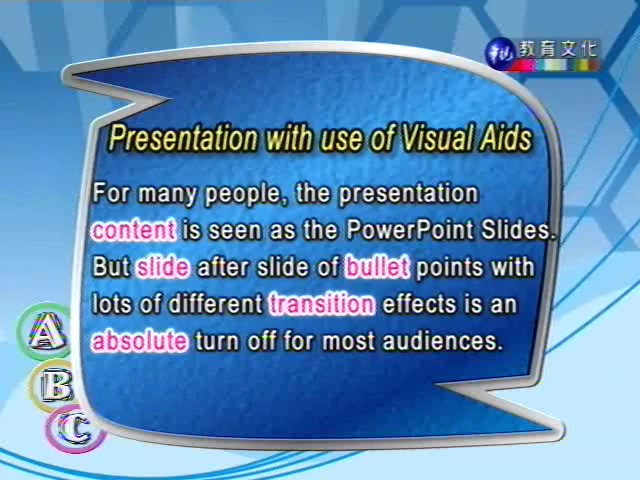 華視 教育文化
Presentation with use of Visual Aids
For many people, the presentation
content is seen as the PowerPoint Slides.
But slide after slide of bullet points with
lots of different transition effects is an
absolute turn off for most audiences.
A
B
C